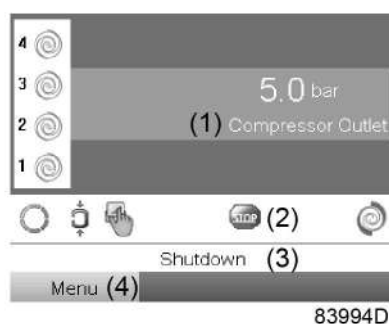 4
3
5.0 bar
2
(1) Compressor Outlet
1
STOP (2)
Shutdown (3)
Menu (4)
83994D